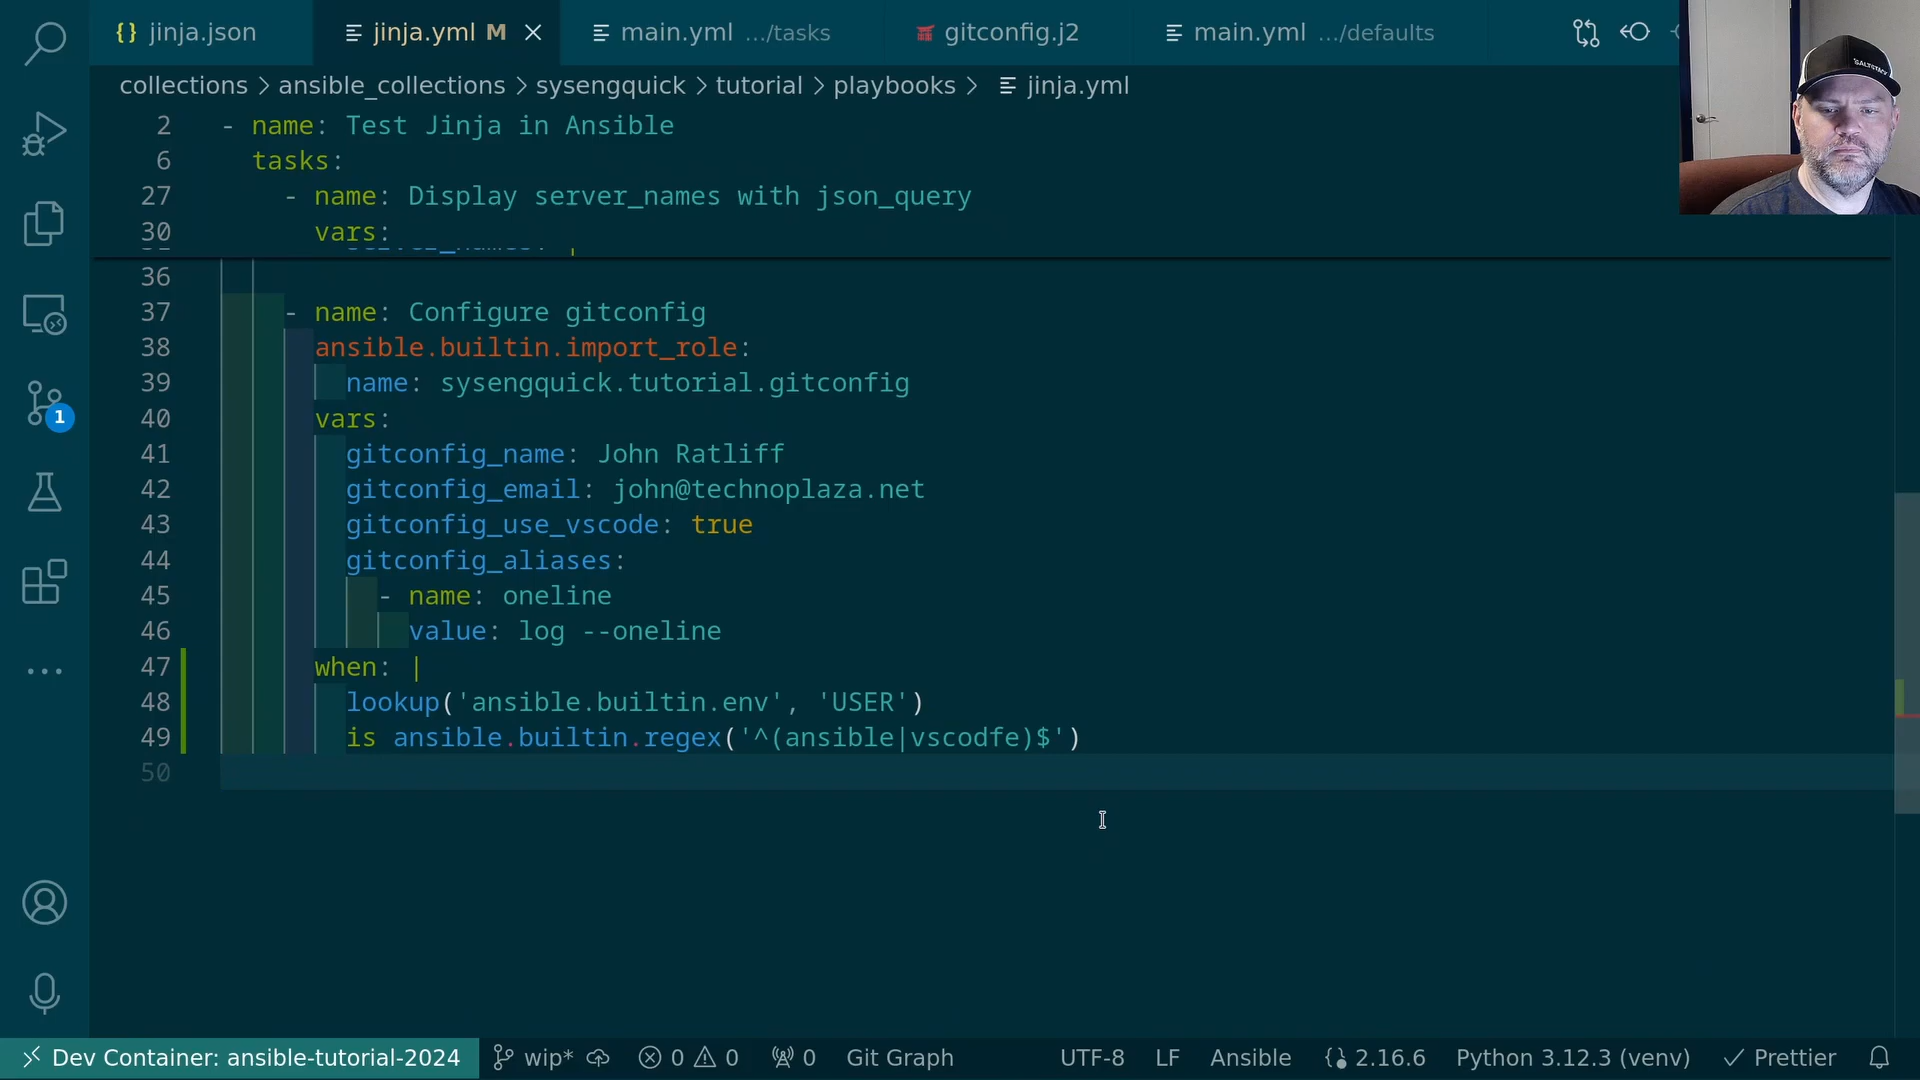 jinja.json
jinja.yml M
main.yml .../tasks
gitconfig.j2
main.yml .../defaults
SALTSTACK
collections > ansible_collections > sysengquick > tutorial > playbooks > jinja.yml
2 - name: Test Jinja in Ansible
6 tasks:
27 - name: Display server_names with json_query
30 vars:
36
37 - name: Configure gitconfig
38 ansible.builtin.import_role:
39 name: sysengquick.tutorial.gitconfig
40 vars:
41 gitconfig_name: John Ratliff
42 gitconfig_email: john@technoplaza.net
43 gitconfig_use_vscode: true
44 gitconfig_aliases:
45 - name: oneline
46 value: log --oneline
47 when: |
48 lookup('ansible.builtin.env', 'USER')
49 is ansible.builtin.regex('^(ansible|vscodfe)$')
50
1
Dev Container: ansible-tutorial-2024 wip* 0 0 0 Git Graph UTF-8 LF Ansible 2.16.6 Python 3.12.3 (venv) Prettier